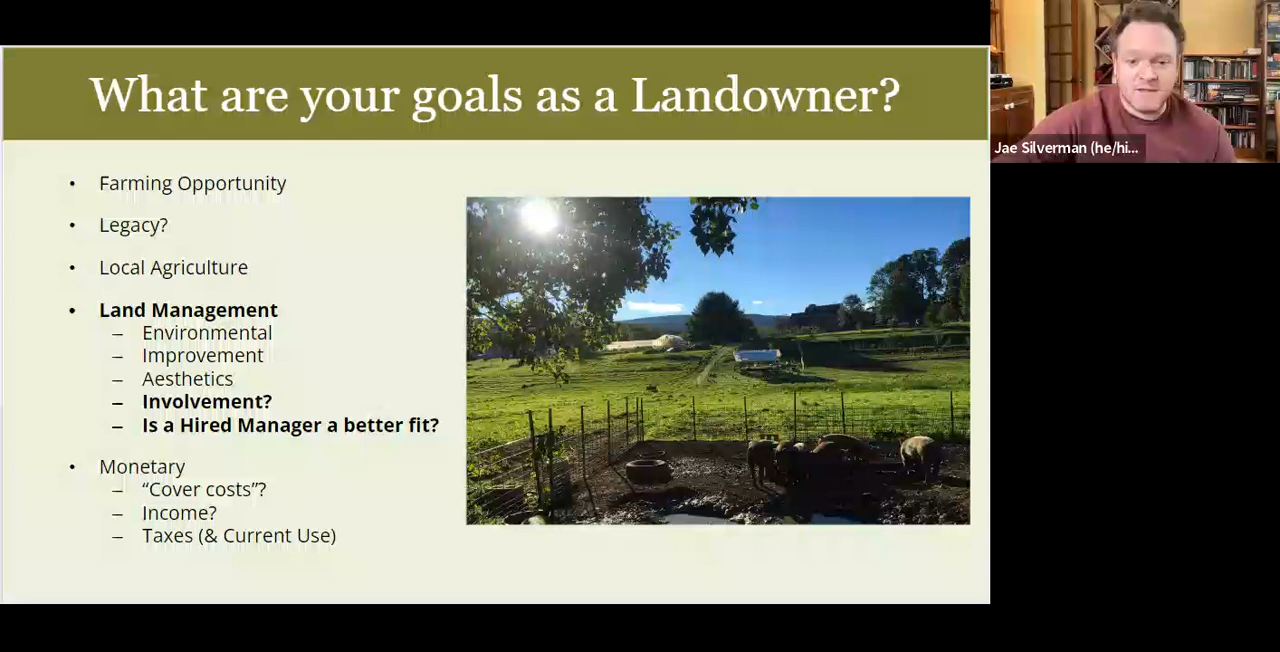 What are your goals as a Landowner?
• Farming Opportunity
• Legacy?
• Local Agriculture
• Land Management
– Environmental
– Improvement
– Aesthetics
– Involvement?
– Is a Hired Manager a better fit?
• Monetary
– “Cover costs”?
– Income?
– Taxes (& Current Use)
Jae Silverman (he/hi...